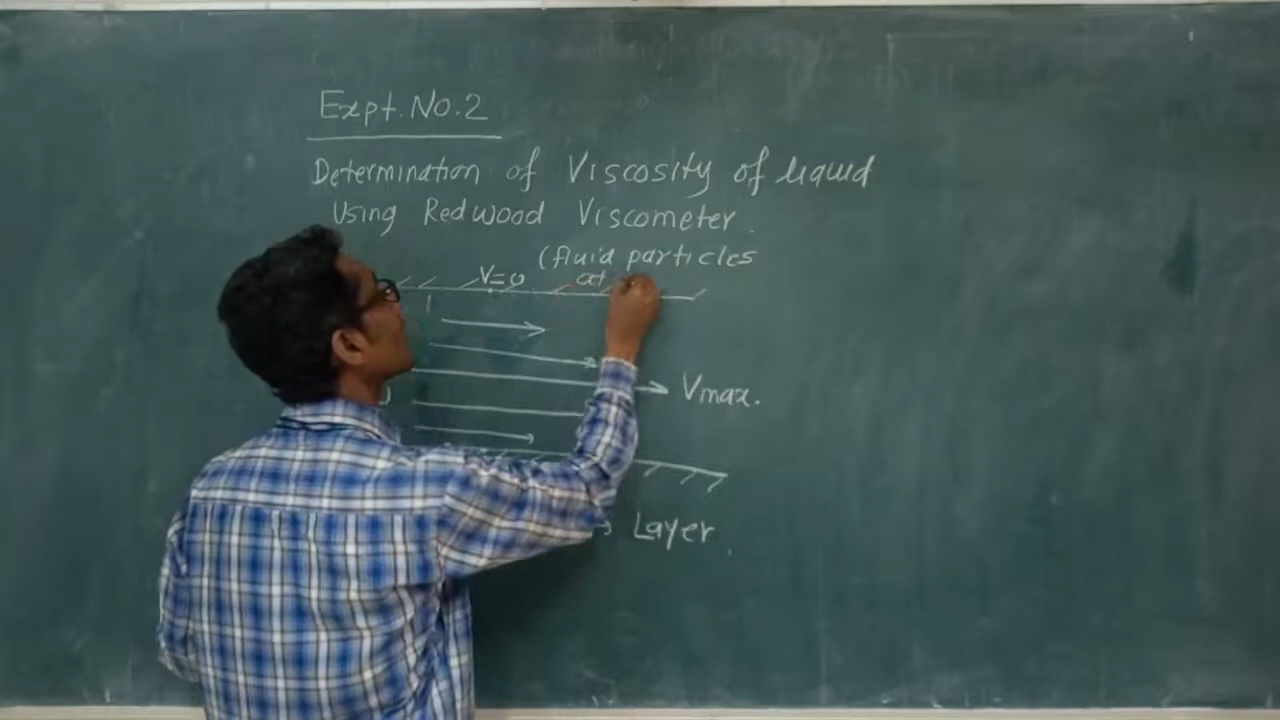 Expt. No. 2
Determination of Viscosity of liquid
Using Redwood Viscometer.
(fluid particles
V=0 at
Vmax.
Layer